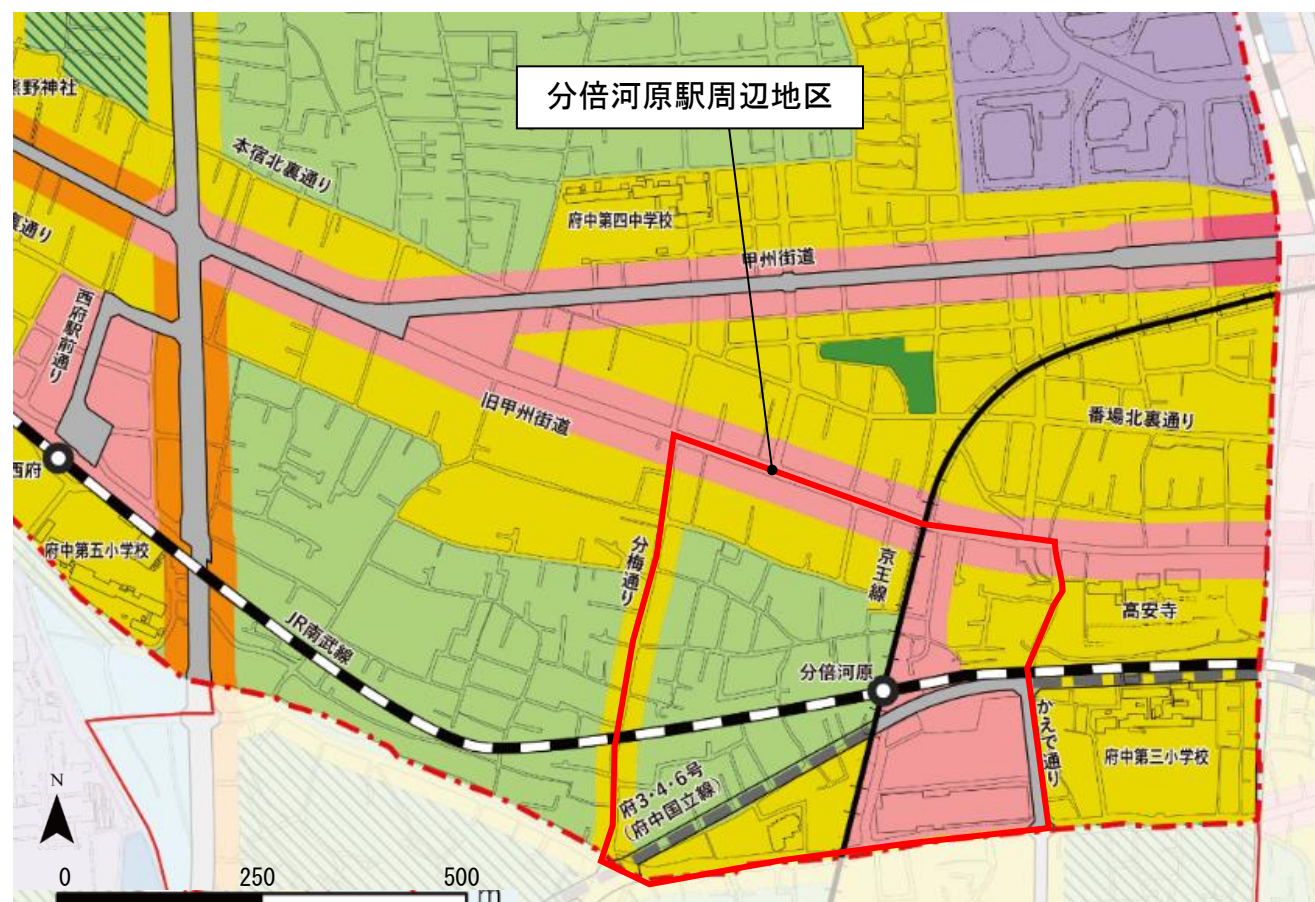 分倍河原駅周辺地区
熊野神社
本宿北裏通り
府中第四中学校
裏通り
甲州街道
西府駅前通り
旧甲州街道
番場北裏通り
西府
府中第五小学校
分梅通り
京王線
高安寺
JR南武線
分倍河原
かえで通り
府中第三小学校
府3・4・6号
(府中国立線)
N
0 250 500
m